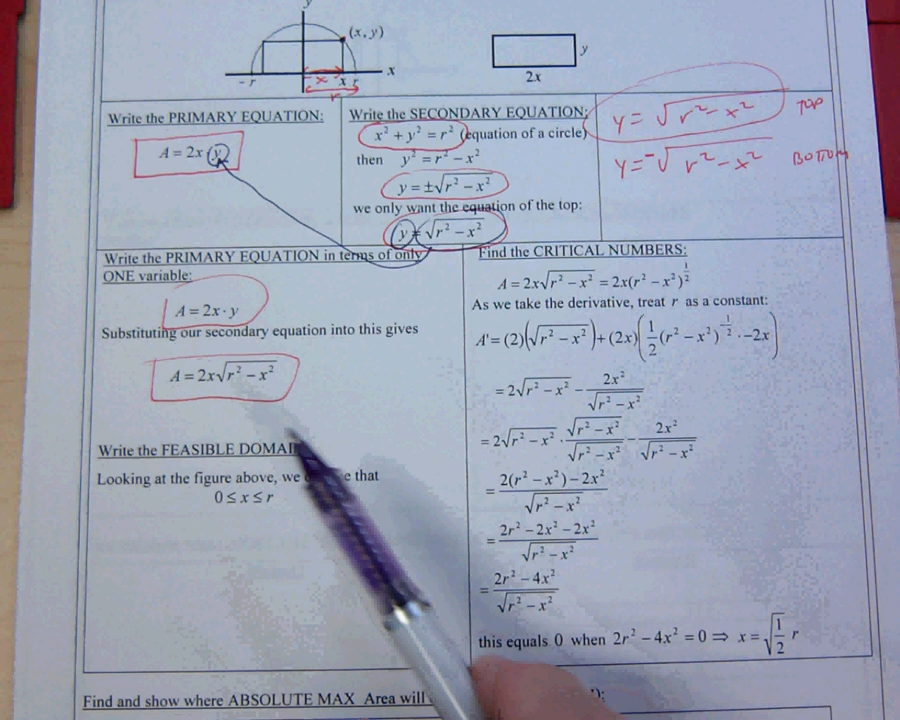 y
(x, y)
– r
x
x
r
x
r
y
2x
Write the PRIMARY EQUATION:
A = 2x(y)
Write the SECONDARY EQUATION:
x² + y² = r² (equation of a circle)
then y² = r² − x²
y = ±√(r² − x²)
we only want the equation of the top:
y = √(r² − x²)
y = √(r² − x²) TOP
y = −√(r² − x²) BOTTOM
Write the PRIMARY EQUATION in terms of only
ONE variable:
A = 2x · y
Substituting our secondary equation into this gives
A = 2x√(r² − x²)
Write the FEASIBLE
Looking at the figure above, we that
0 ≤ x ≤ r
Find the CRITICAL NUMBERS:
A = 2x√(r² − x²) = 2x(r² − x²)^(1/2)
As we take the derivative, treat r as a constant:
A' = (2)(√(r² − x²)) + (2x)(1/2 (r² − x²)^(−1/2) · −2x)
= 2√(r² − x²) − 2x²/√(r² − x²)
= 2√(r² − x²) · √(r² − x²)/√(r² − x²) − 2x²/√(r² − x²)
= (2(r² − x²) − 2x²)/√(r² − x²)
= (2r² − 2x² − 2x²)/√(r² − x²)
= (2r² − 4x²)/√(r² − x²)
this equals 0 when 2r² − 4x² = 0 ⇒ x = √(1/2) r
Find and show where ABSOLUTE MAX Area will
'):